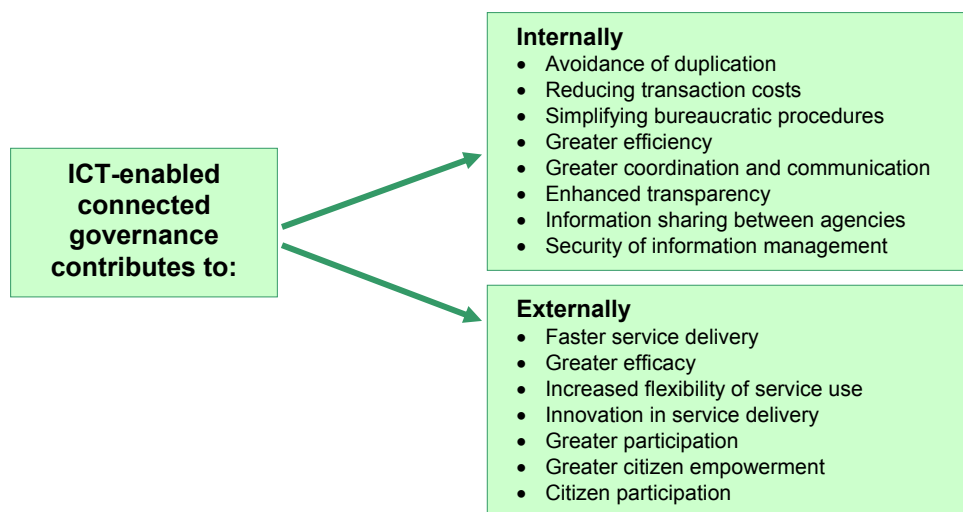 ICT-enabled
connected
governance
contributes to:
Internally
• Avoidance of duplication
• Reducing transaction costs
• Simplifying bureaucratic procedures
• Greater efficiency
• Greater coordination and communication
• Enhanced transparency
• Information sharing between agencies
• Security of information management
Externally
• Faster service delivery
• Greater efficacy
• Increased flexibility of service use
• Innovation in service delivery
• Greater participation
• Greater citizen empowerment
• Citizen participation